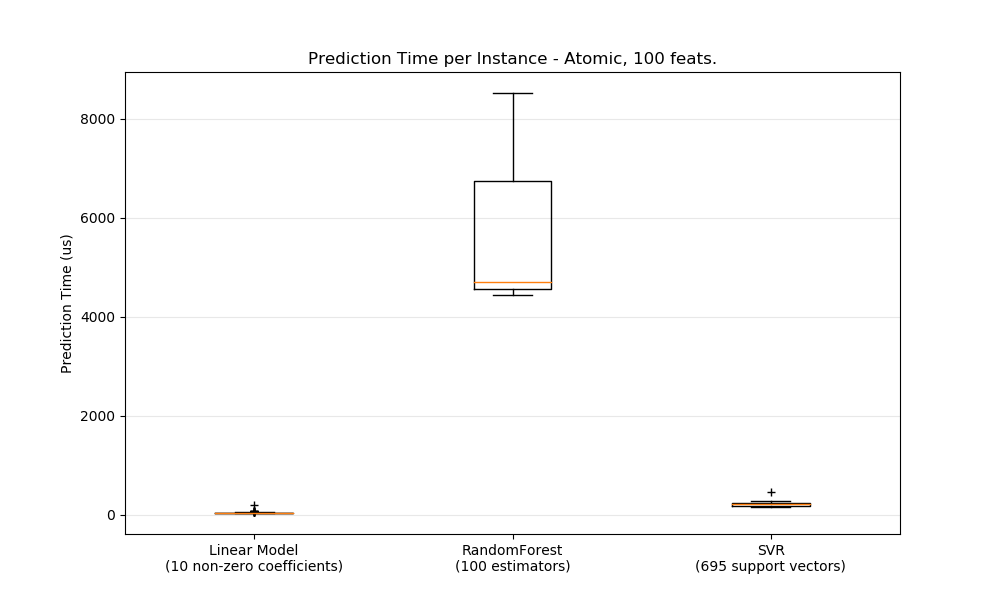 Prediction Time per Instance - Atomic, 100 feats.
Prediction Time (us)
8000
6000
4000
2000
0
Linear Model
(10 non-zero coefficients)
RandomForest
(100 estimators)
SVR
(695 support vectors)